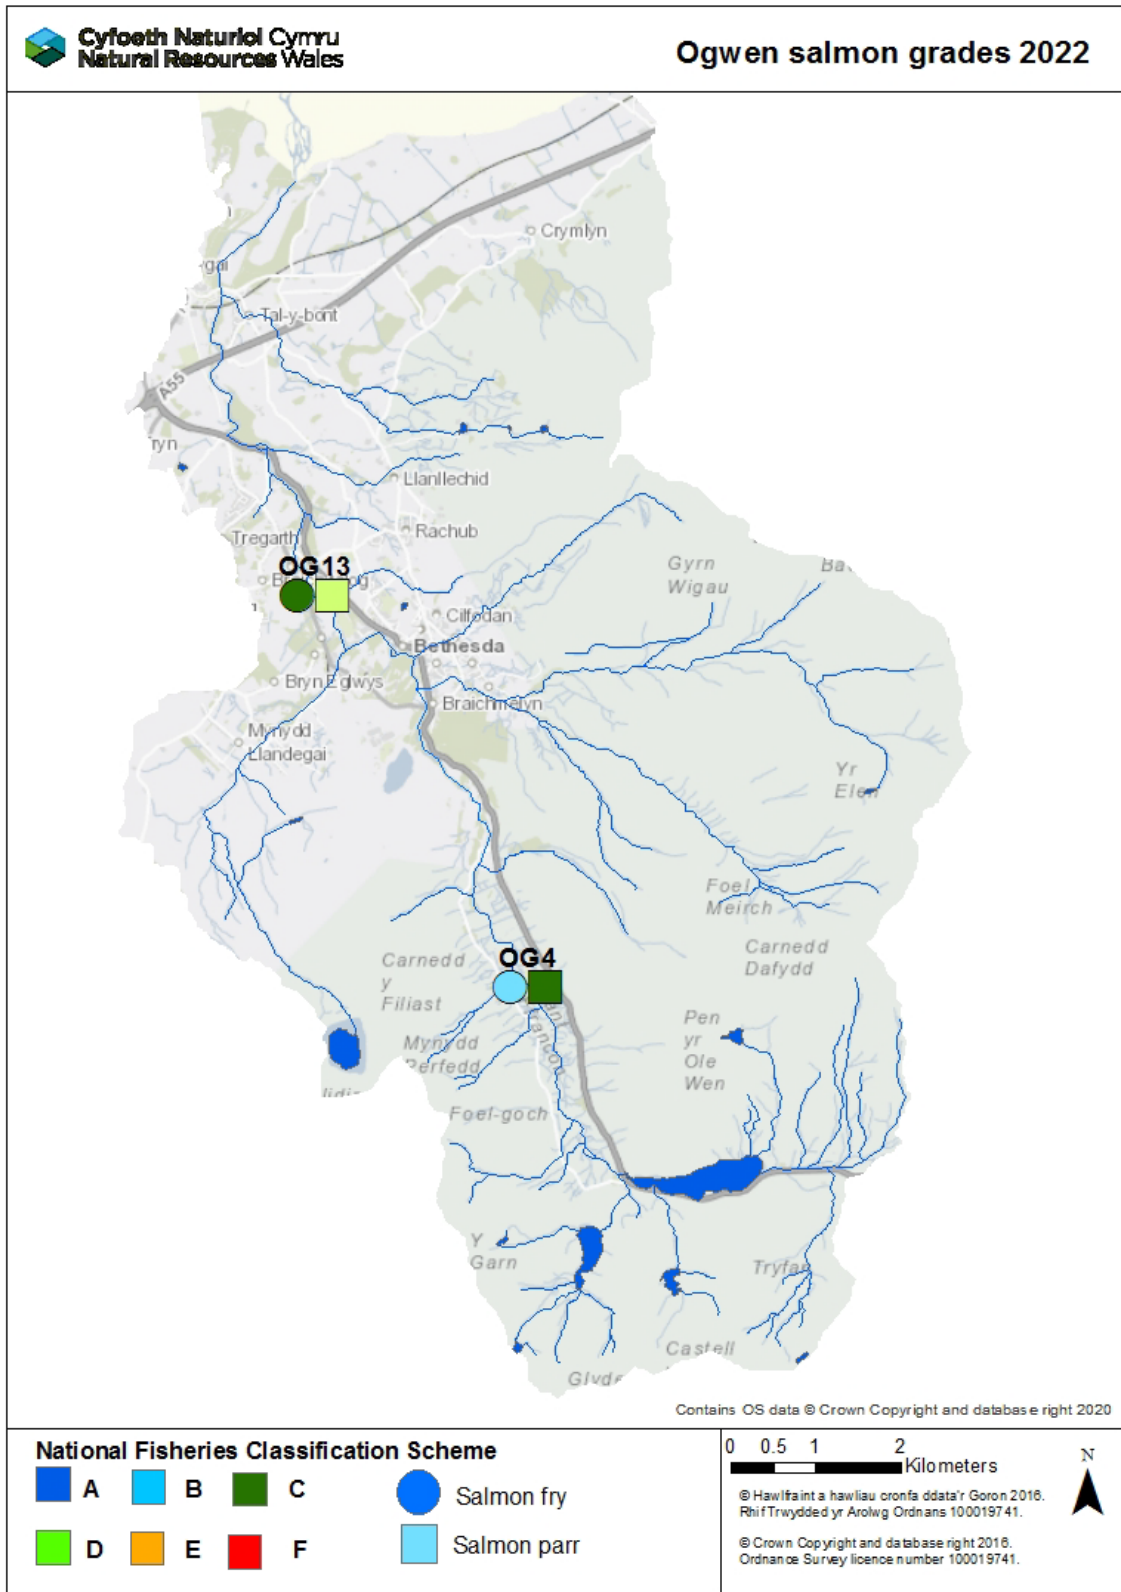 Cyfoeth Naturiol Cymru
Natural Resources Wales
Ogwen salmon grades 2022
Crymlyn
-gai
Tal-y-bont
A55
Llanllechid
Rachub
Tregarth
OG13
Gyrn
Wigau
Cilfodan
Bethesda
Bryn Eglwys
Braichmelyn
Mynydd
Llandegai
Yr
Elen
Foel
Meirch
Carnedd
Dafydd
Carnedd
y
Filiast
OG4
Pen
yr
Ole
Wen
Mynydd
Perfedd
Foel-goch
Y
Garn
Tryfan
Castell
Glyde
Contains OS data © Crown Copyright and database right 2020
National Fisheries Classification Scheme
A B C
D E F
Salmon fry
Salmon parr
0 0.5 1 2
Kilometers
N
© Hawlfraint a hawliau cronfa ddata'r Goron 2016.
Rhif Trwydded yr Arolwg Ordnans 100019741.
© Crown Copyright and database right 2016.
Ordnance Survey licence number 100019741.